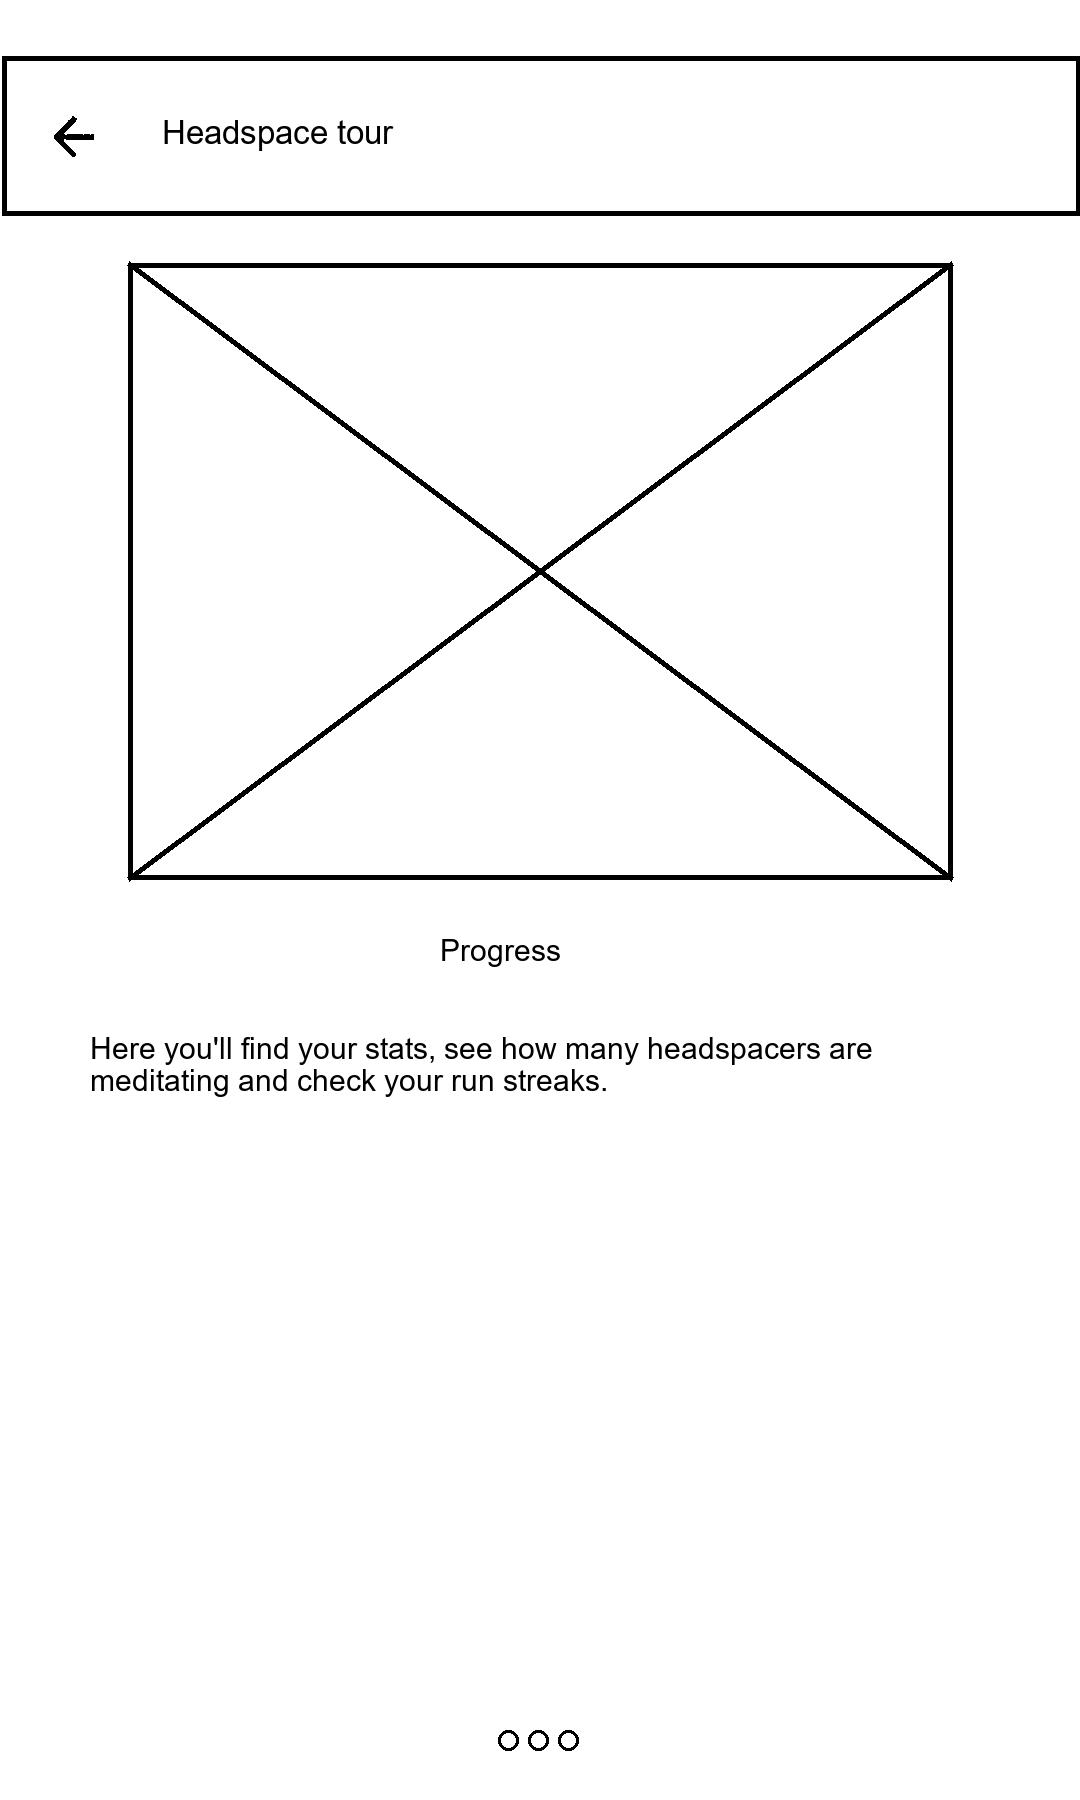 Headspace tour
Progress
Here you'll find your stats, see how many headspacers are
meditating and check your run streaks.